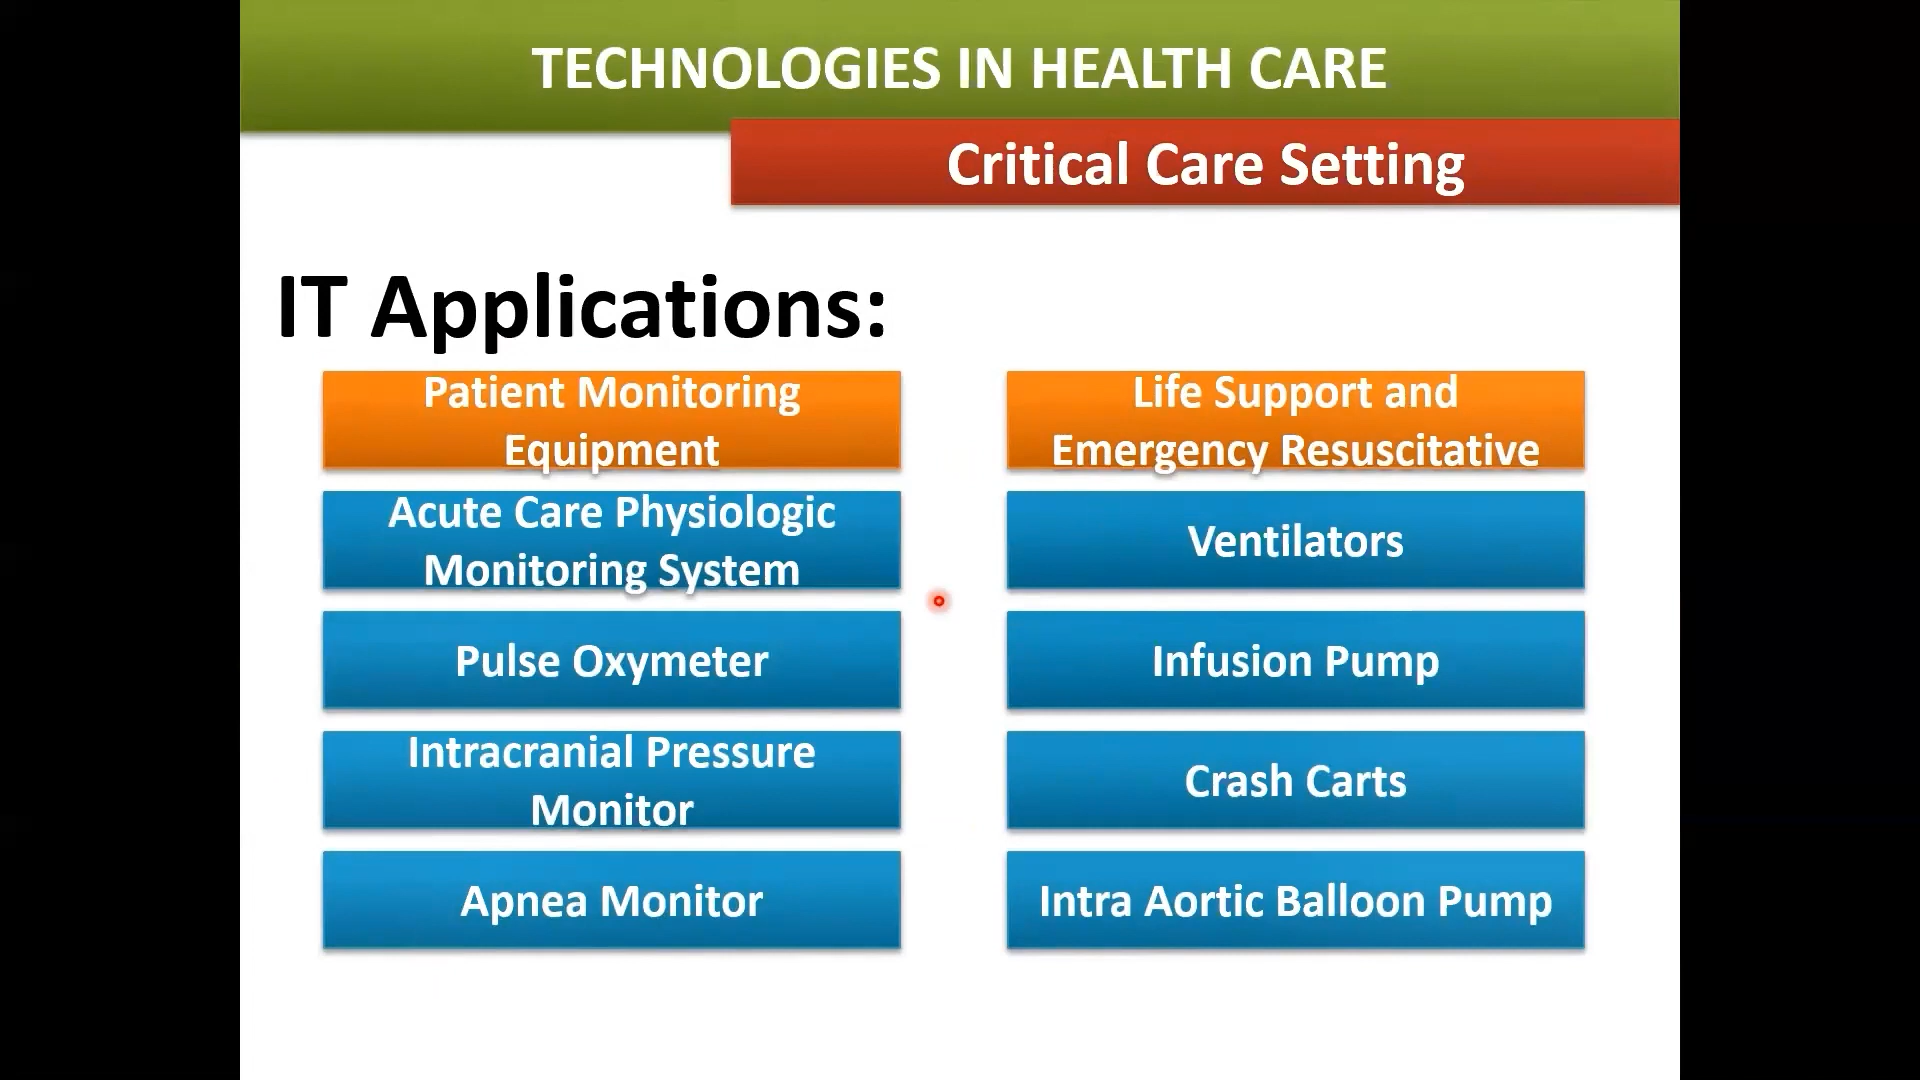 TECHNOLOGIES IN HEALTH CARE
Critical Care Setting
IT Applications:
Patient Monitoring
Equipment
Acute Care Physiologic
Monitoring System
Pulse Oxymeter
Intracranial Pressure
Monitor
Apnea Monitor
Life Support and
Emergency Resuscitative
Ventilators
Infusion Pump
Crash Carts
Intra Aortic Balloon Pump